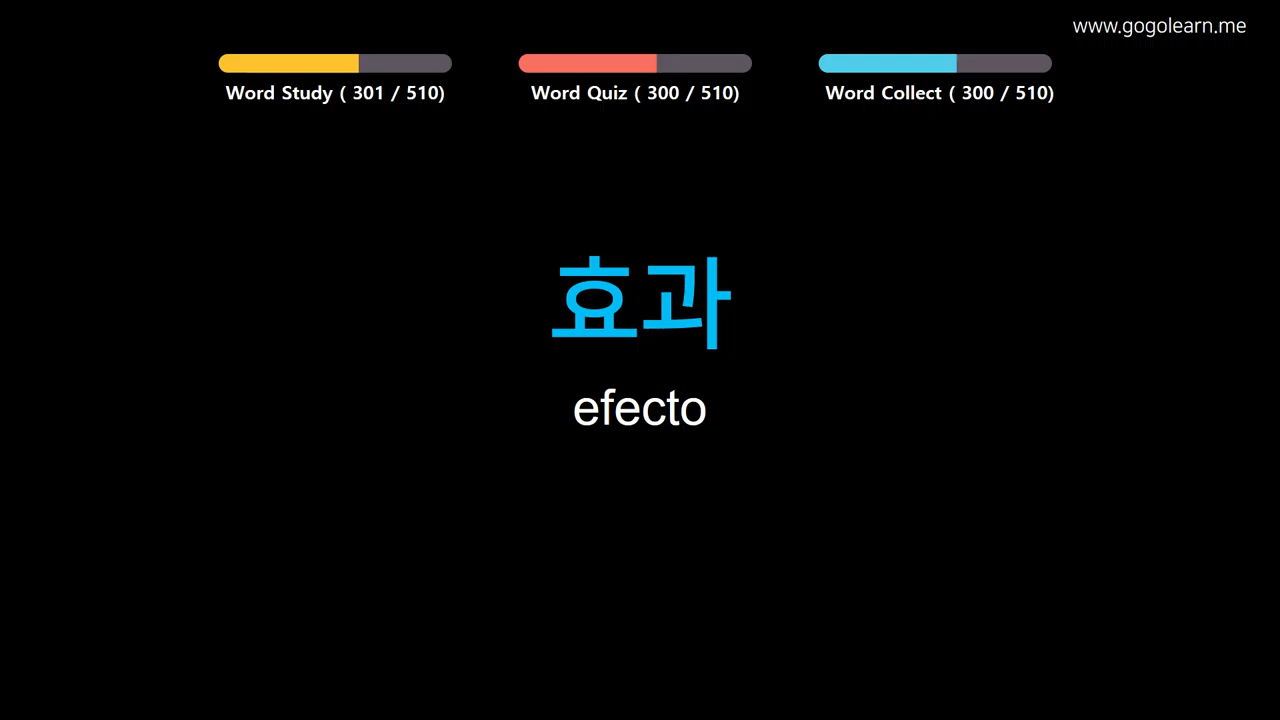 www.gogolearn.me
Word Study ( 301 / 510)
Word Quiz ( 300 / 510)
Word Collect ( 300 / 510)
효과
efecto